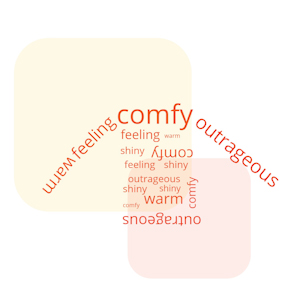 comfy
warm feeling
outrageous
feeling warm
shiny comfy
feeling shiny
outrageous
shiny shiny
comfy
warm
comfy
outrageous